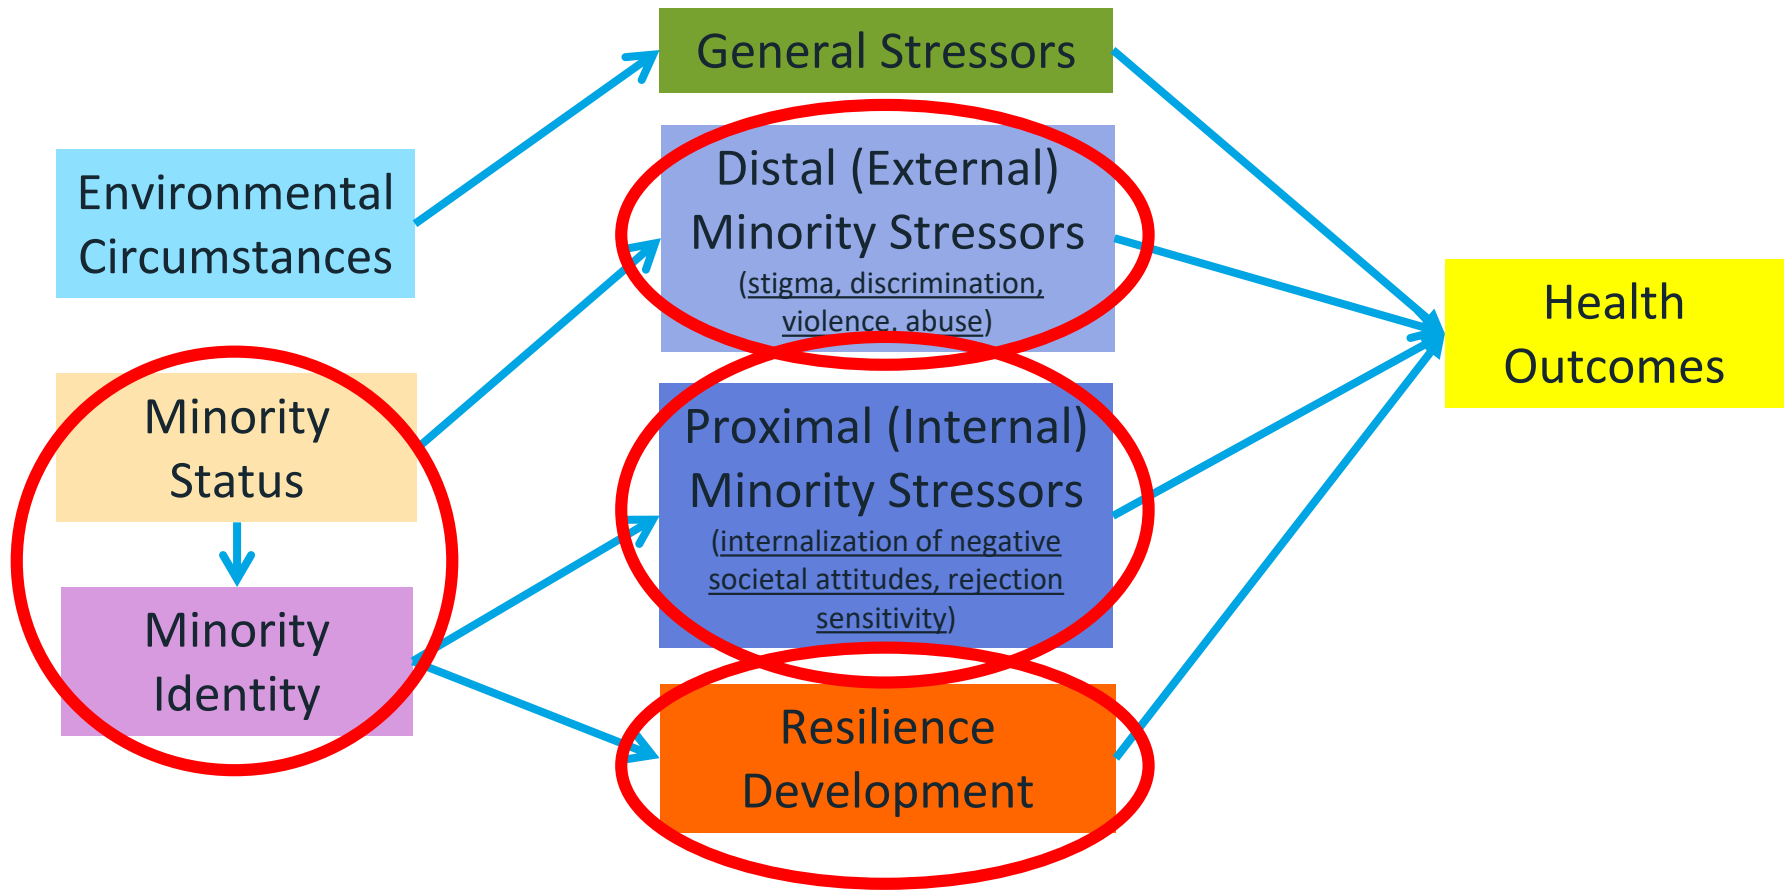 General Stressors
Environmental
Circumstances
Distal (External)
Minority Stressors
(stigma, discrimination,
violence, abuse)
Minority
Status
Proximal (Internal)
Minority Stressors
(internalization of negative
societal attitudes, rejection
sensitivity)
Minority
Identity
Resilience
Development
Health
Outcomes